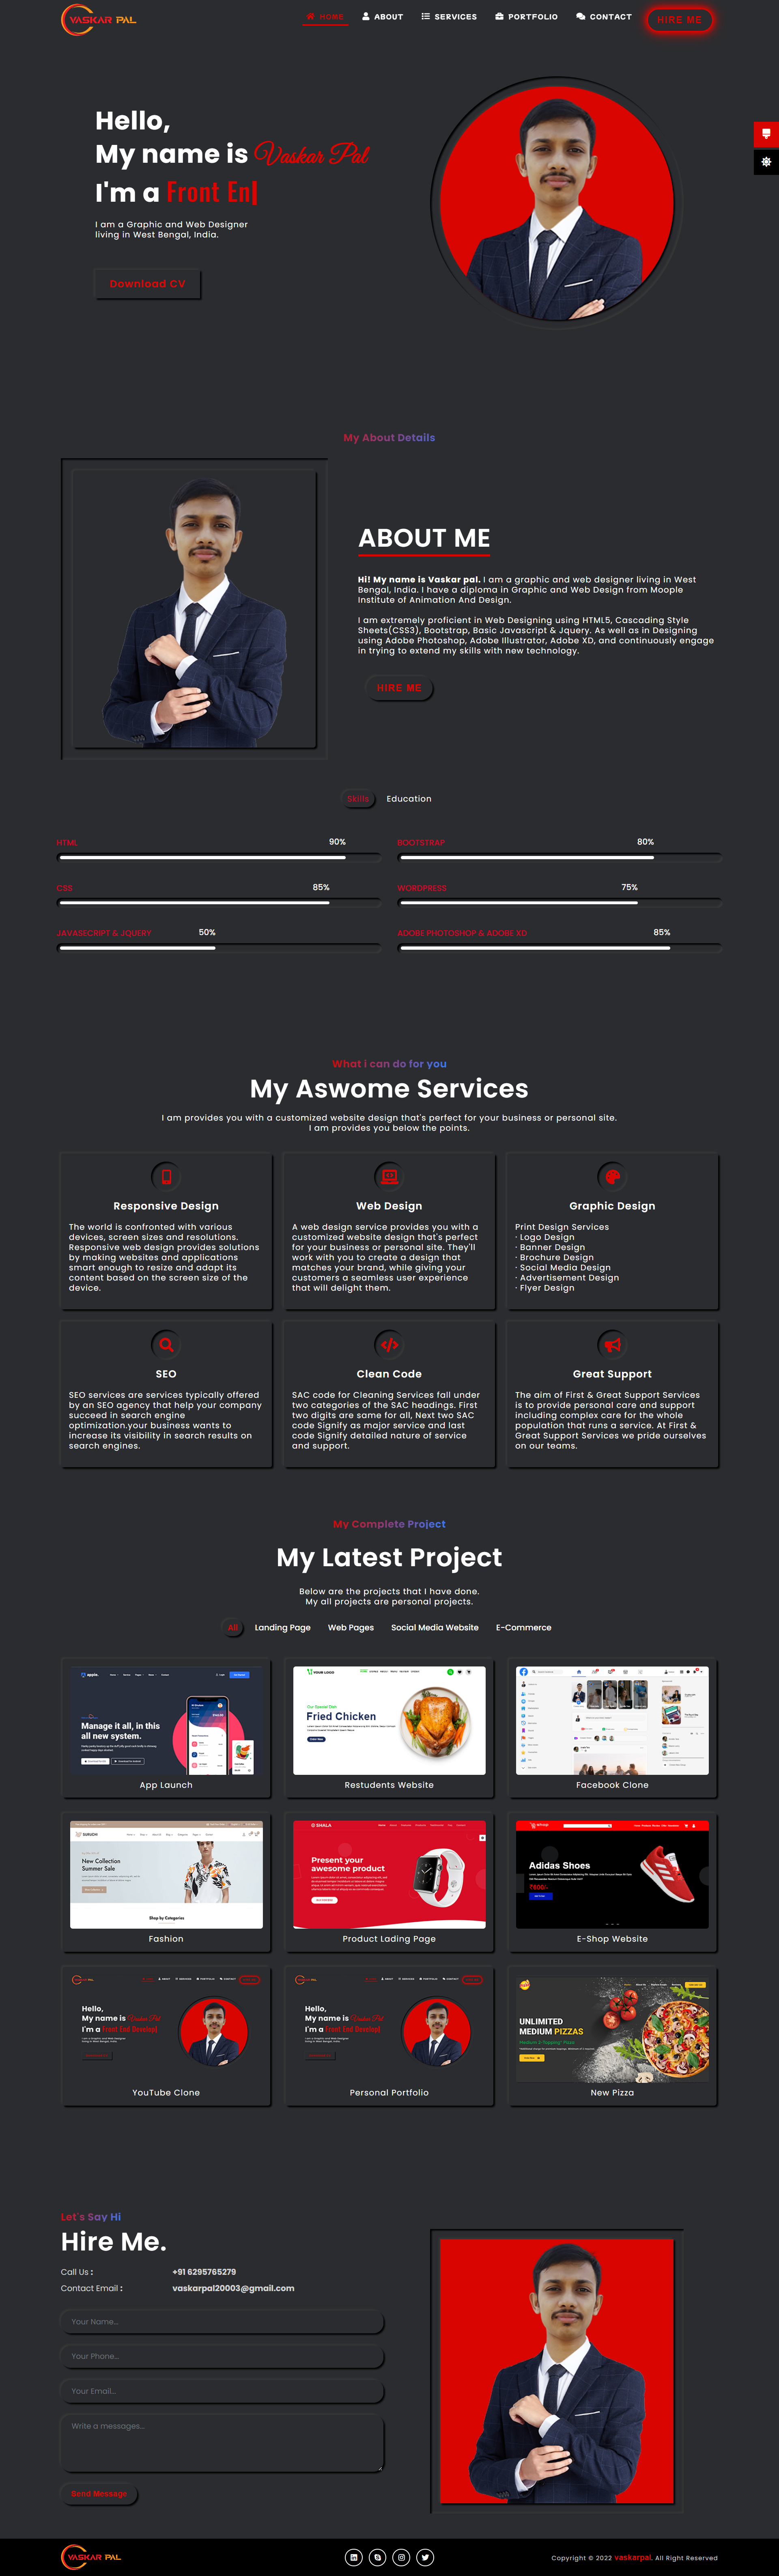 VASKAR PAL
HOME
ABOUT
SERVICES
PORTFOLIO
CONTACT
HIRE ME
Hello,
My name is Vaskar Pal
I'm a Front En|
I am a Graphic and Web Designer
living in West Bengal, India.
Download CV
My About Details
ABOUT ME
Hi! My name is Vaskar pal. I am a graphic and web designer living in West
Bengal, India. I have a diploma in Graphic and Web Design from Moople
Institute of Animation And Design.
I am extremely proficient in Web Designing using HTML5, Cascading Style
Sheets(CSS3), Bootstrap, Basic Javascript & Jquery. As well as in Designing
using Adobe Photoshop, Adobe Illustrator, Adobe XD, and continuously engage
in trying to extend my skills with new technology.
HIRE ME
Skills
Education
HTML 90%
BOOTSTRAP 80%
CSS 85%
WORDPRESS 75%
JAVASECRIPT & JQUERY 50%
ADOBE PHOTOSHOP & ADOBE XD 85%
What i can do for you
My Aswome Services
I am provides you with a customized website design that's perfect for your business or personal site.
I am provides you below the points.
Responsive Design
The world is confronted with various
devices, screen sizes and resolutions.
Responsive web design provides solutions
by making websites and applications
smart enough to resize and adapt its
content based on the screen size of the
device.
Web Design
A web design service provides you with a
customized website design that's perfect
for your business or personal site. They'll
work with you to create a design that
matches your brand, while giving your
customers a seamless user experience
that will delight them.
Graphic Design
Print Design Services
· Logo Design
· Banner Design
· Brochure Design
· Social Media Design
· Advertisement Design
· Flyer Design
SEO
SEO services are services typically offered
by an SEO agency that help your company
succeed in search engine
optimization.your business wants to
increase its visibility in search results on
search engines.
Clean Code
SAC code for Cleaning Services fall under
two categories of the SAC headings. First
two digits are same for all, Next two SAC
code Signify as major service and last
code Signify detailed nature of service
and support.
Great Support
The aim of First & Great Support Services
is to provide personal care and support
including complex care for the whole
population that runs a service. At First &
Great Support Services we pride ourselves
on our teams.
My Complete Project
My Latest Project
Below are the projects that I have done.
My all projects are personal projects.
All
Landing Page
Web Pages
Social Media Website
E-Commerce
Manage it all, in this
all new system.
App Launch
YOUR LOGO
Fried Chicken
Restudents Website
Facebook Clone
SURUCHI
New Collection
Summer Sale
Shop by Categories
Fashion
SHALA
Present your
awesome product
Product Lading Page
Adidas Shoes
E-Shop Website
Hello,
My name is Vaskar Pal
I'm a Front End Develop|
YouTube Clone
Hello,
My name is Vaskar Pal
I'm a Front End Develop
Personal Portfolio
UNLIMITED
MEDIUM PIZZAS
New Pizza
Let's Say Hi
Hire Me.
Call Us : +91 6295765279
Contact Email : vaskarpal20003@gmail.com
Your Name...
Your Phone...
Your Email...
Write a messages...
Send Message
VASKAR PAL
Copyright © 2022 vaskarpal. All Right Reserved